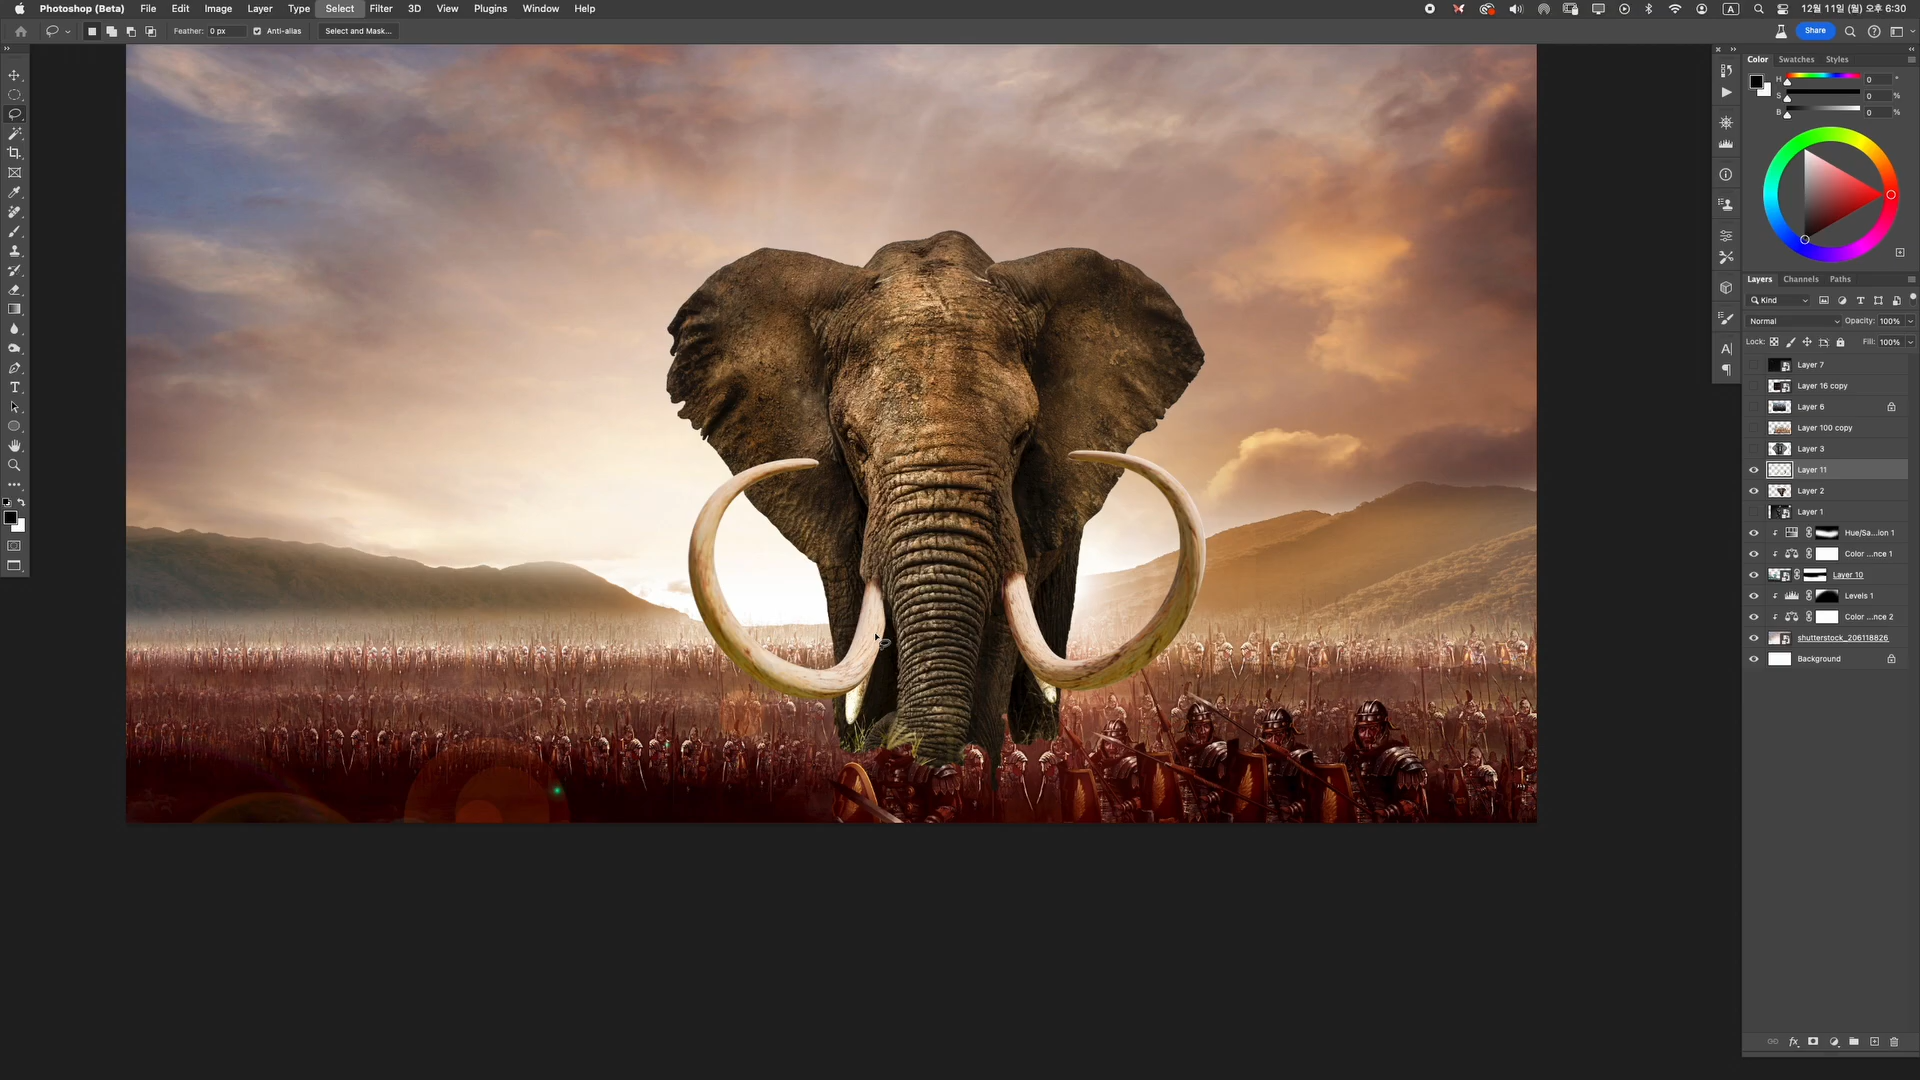 Photoshop (Beta) File Edit Image Layer Type Select Filter 3D View Plugins Window Help
A 12월 11일 (월) 오후 6:30
Feather: 0 px Anti-alias Select and Mask...
Share
Color Swatches Styles
H 0 °
S 0 %
B 0 %
Layers Channels Paths
Kind
Normal Opacity: 100%
Lock: Fill: 100%
Layer 7
Layer 16 copy
Layer 6
Layer 100 copy
Layer 3
Layer 11
Layer 2
Layer 1
Hue/Sa...ion 1
Color ...nce 1
Layer 10
Levels 1
Color ...nce 2
shutterstock_206118826
Background